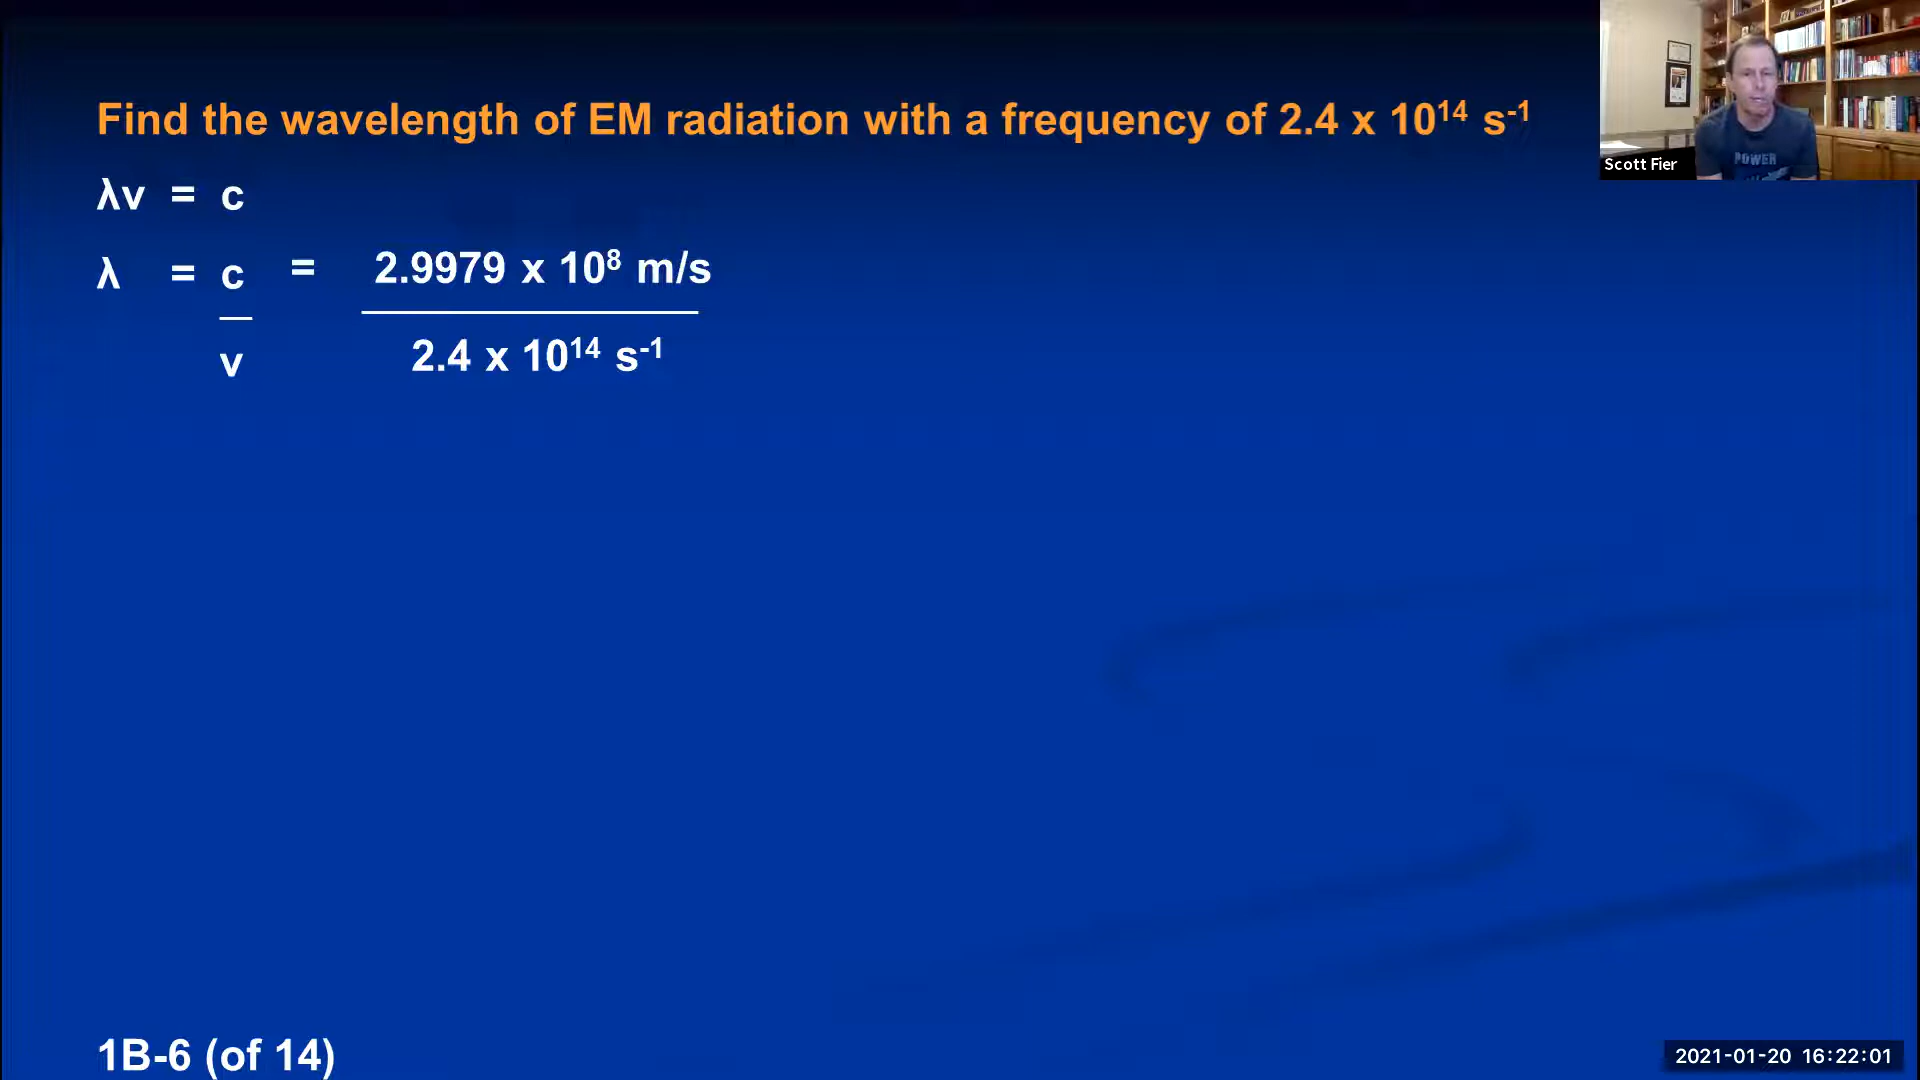 Find the wavelength of EM radiation with a frequency of 2.4 x 10¹⁴ s⁻¹
λv = c
λ = c = 2.9979 x 10⁸ m/s
v 2.4 x 10¹⁴ s⁻¹
1B-6 (of 14)
Scott Fier
POWER
2021-01-20 16:22:01